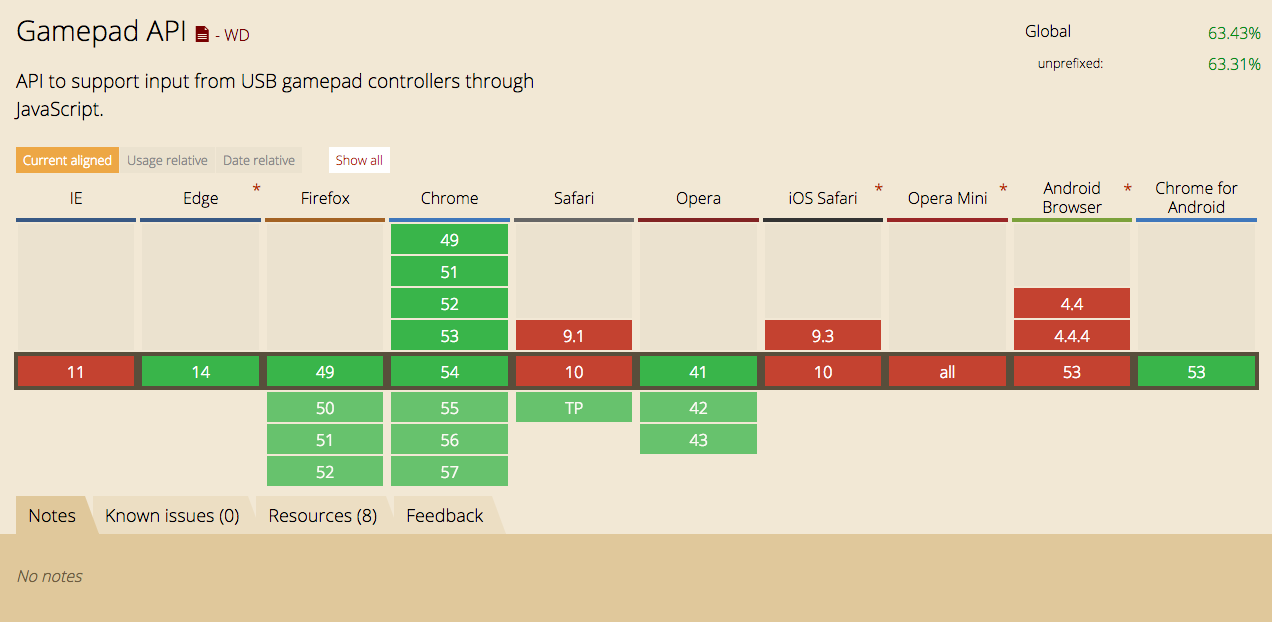 Gamepad API - WD
Global 63.43%
unprefixed: 63.31%
API to support input from USB gamepad controllers through
JavaScript.
Current aligned Usage relative Date relative Show all
IE Edge * Firefox Chrome Safari Opera iOS Safari * Opera Mini * Android Browser * Chrome for Android
49
51
52 4.4
53 9.1 9.3 4.4.4
11 14 49 54 10 41 10 all 53 53
50 55 TP 42
51 56 43
52 57
Notes Known issues (0) Resources (8) Feedback
No notes